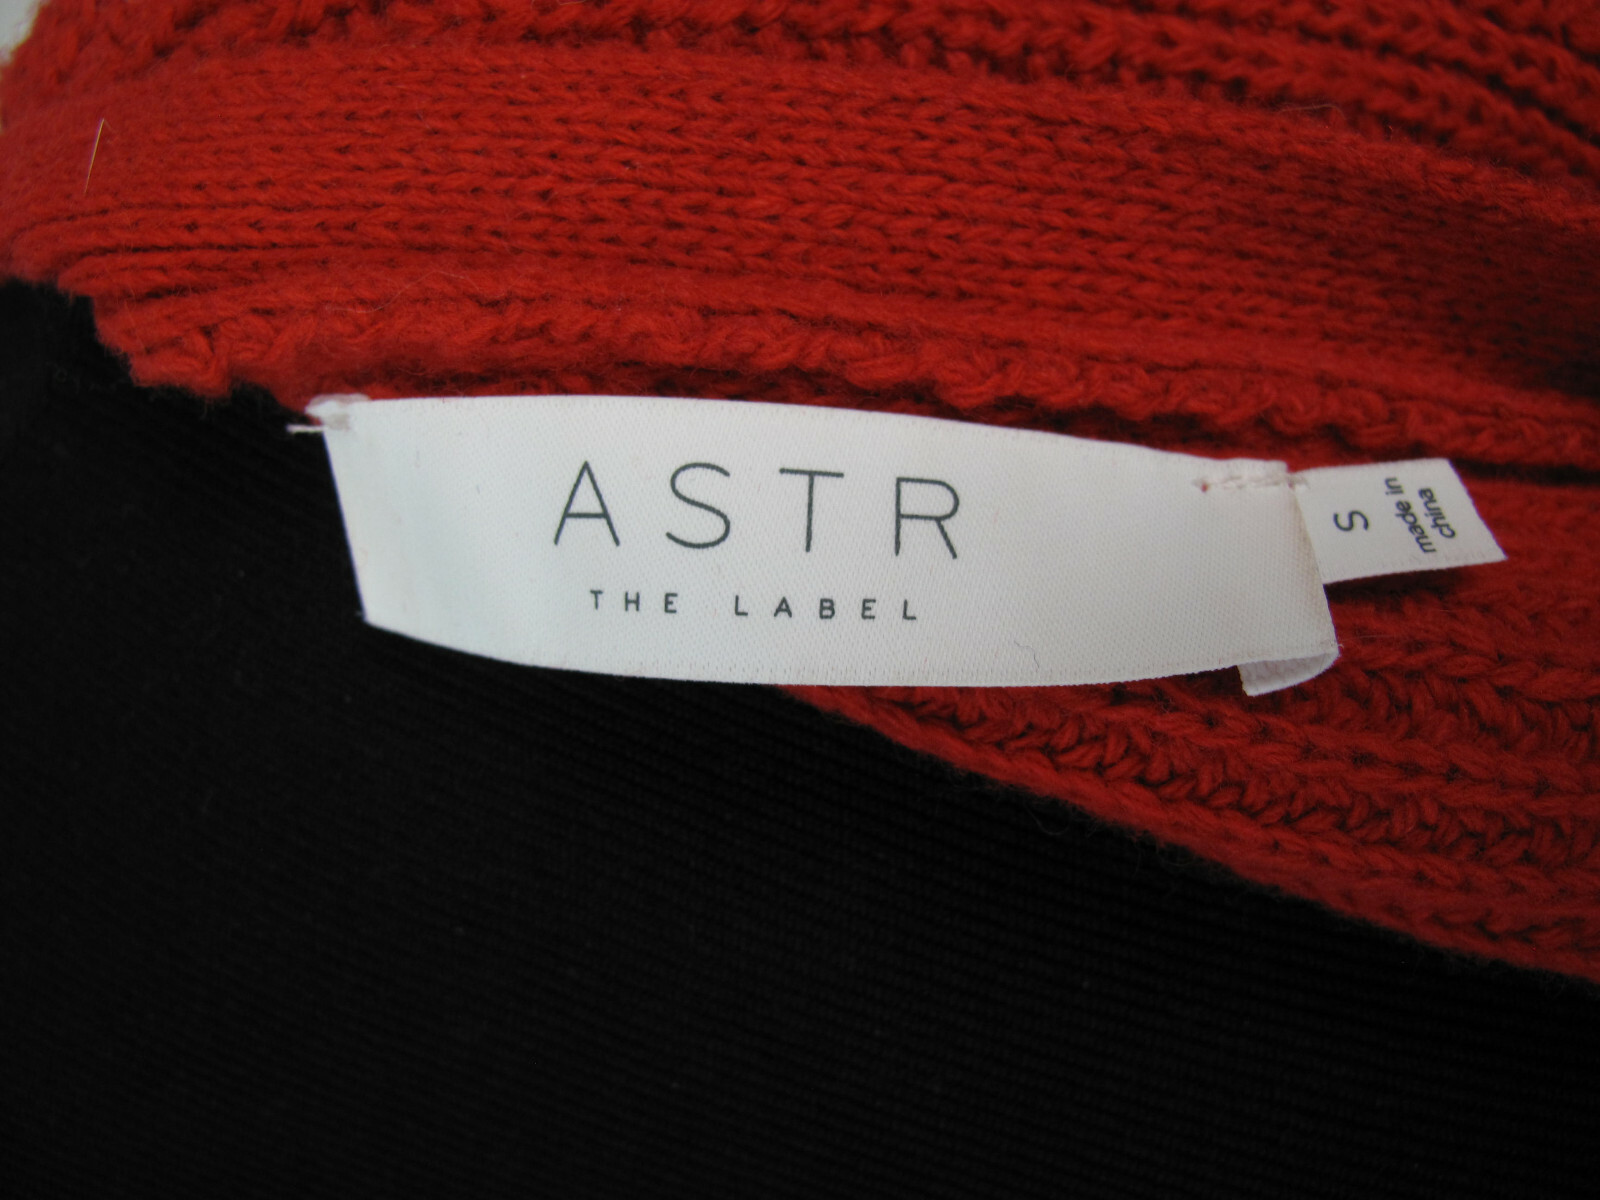 ASTR
THE LABEL
S
made in
china